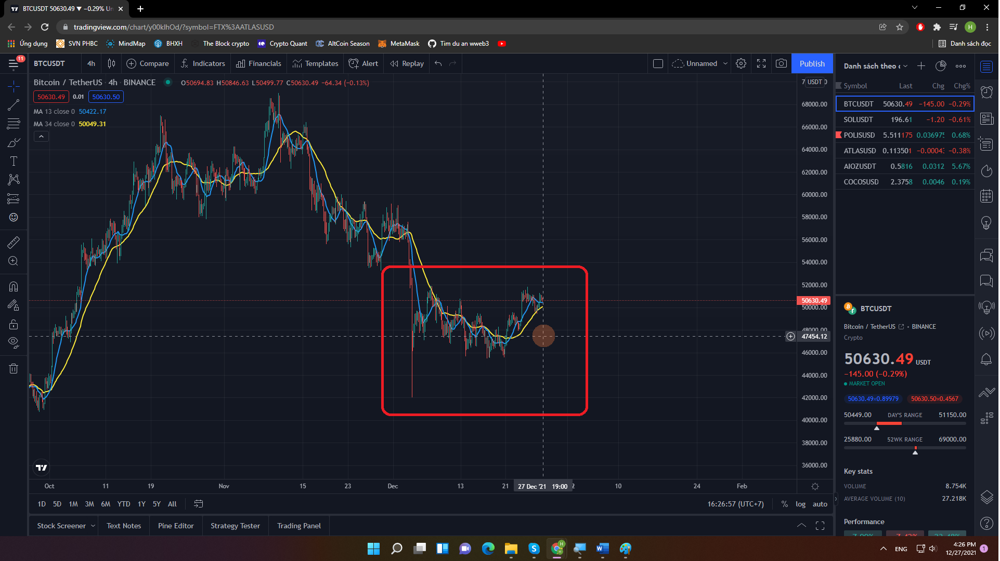 BTCUSDT 50630.49 ▼ −0.29% Un
tradingview.com/chart/y00klhOd/?symbol=FTX%3AATLASUSD
H
Ứng dụng SVN PHBC MindMap BHXH The Block crypto Crypto Quant AltCoin Season MetaMask Tim du an wweb3 Danh sách đọc
11
BTCUSDT 4h Compare Indicators Financials Templates Alert Replay Unnamed Publish
Bitcoin / TetherUS · 4h · BINANCE O50694.83 H50846.63 L50499.77 C50630.49 −64.34 (−0.13%)
50630.49 0.01 50630.50
MA 13 close 0 50422.17
MA 34 close 0 50049.31
USDT
68000.00
66000.00
64000.00
62000.00
60000.00
58000.00
56000.00
54000.00
52000.00
50630.49
50000.00
48000.00
47454.12
46000.00
44000.00
42000.00
40000.00
38000.00
36000.00
Oct 11 19 Nov 15 23 Dec 13 21 27 Dec '21 19:00 2 10 24 Feb
1D 5D 1M 3M 6M YTD 1Y 5Y All 16:26:57 (UTC+7) % log auto
Stock Screener Text Notes Pine Editor Strategy Tester Trading Panel
Danh sách theo
Symbol Last Chg Chg%
BTCUSDT 50630.49 −145.00 −0.29%
SOLUSDT 196.61 −1.20 −0.61%
POLISUSD 5.511175 0.036975 0.68%
ATLASUSD 0.113501 −0.00043 −0.38%
AIOZUSDT 0.5816 0.0312 5.67%
COCOSUSD 2.3758 0.0046 0.19%
BTCUSDT
Bitcoin / TetherUS • BINANCE
Crypto
50630.49 USDT
−145.00 (−0.29%)
MARKET OPEN
50630.49×0.89979 50630.50×0.4567
50449.00 DAY'S RANGE 51150.00
25880.00 52WK RANGE 69000.00
Key stats
VOLUME 8.754K
AVERAGE VOLUME (10) 27.218K
Performance
ENG
4:26 PM
12/27/2021
1